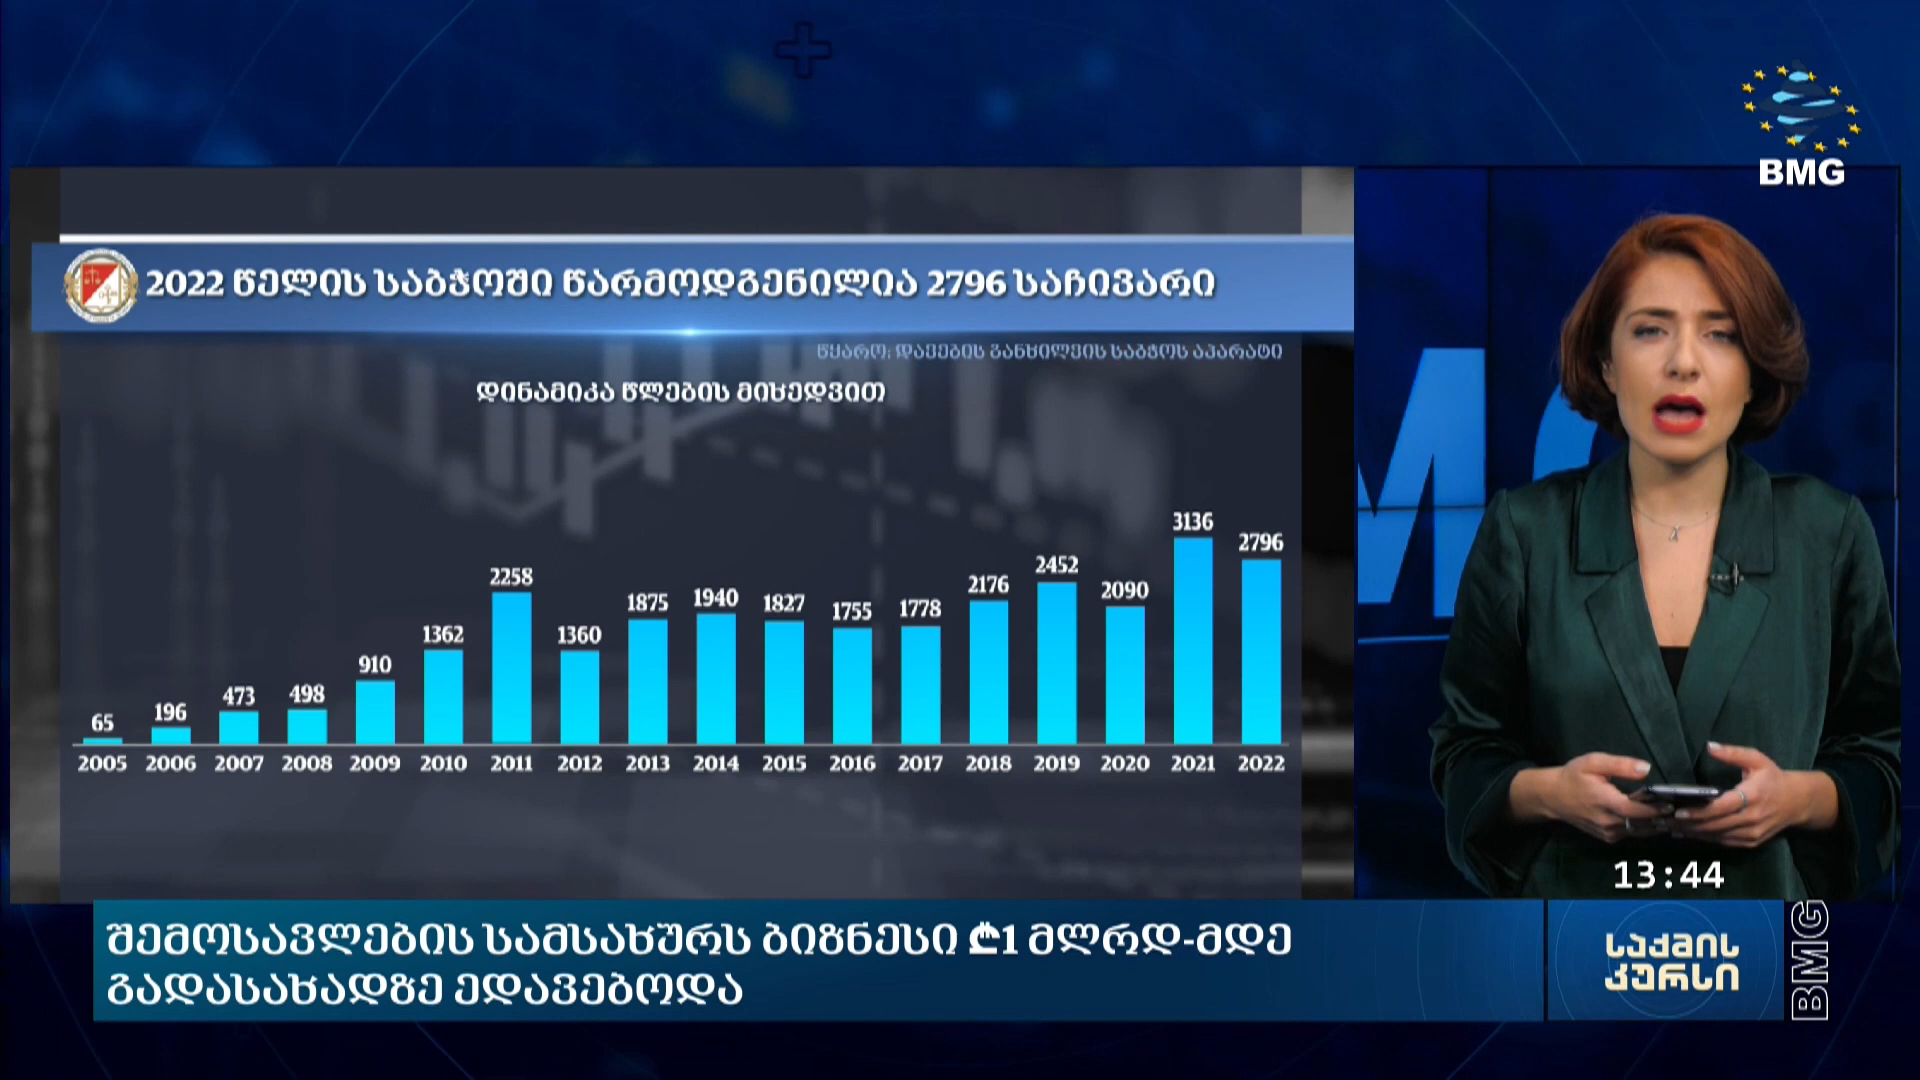 BMG
2022 წელის საბჭოში წარმოდგენილია 2796 საჩივარი
წყარო: დავების განხილვის საბჭოს აპარატი
დინამიკა წლების მიხედვით
65 196 473 498 910 1362 2258 1360 1875 1940 1827 1755 1778 2176 2452 2090 3136 2796
2005 2006 2007 2008 2009 2010 2011 2012 2013 2014 2015 2016 2017 2018 2019 2020 2021 2022
13:44
შემოსავლების სამსახურს ბიზნესი ₾1 მლრდ-მდე
გადასახადზე ედავებოდა
საქმის
კურსი
BMG